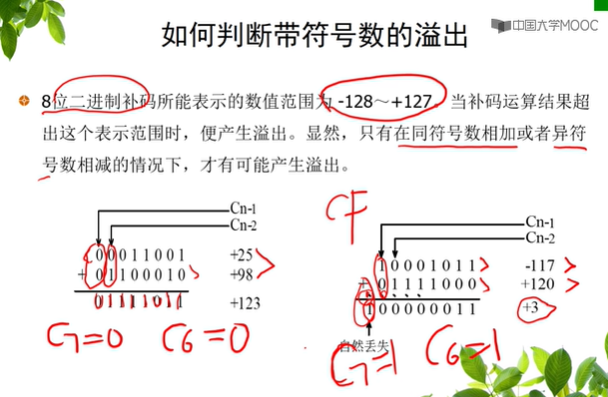 中国大学MOOC
如何判断带符号数的溢出
8位二进制补码所能表示的数值范围为 -128～+127。当补码运算结果超
出这个表示范围时，便产生溢出。显然，只有在同符号数相加或者异符
号数相减的情况下，才有可能产生溢出。
Cn-1
Cn-2
00011001 +25
+ 01100010 +98
01111011 +123
C7=0 C6=0
CF
Cn-1
Cn-2
10001011 -117
+ 01111000 +120
100000011 +3
自然丢失
C7=1 C6=1